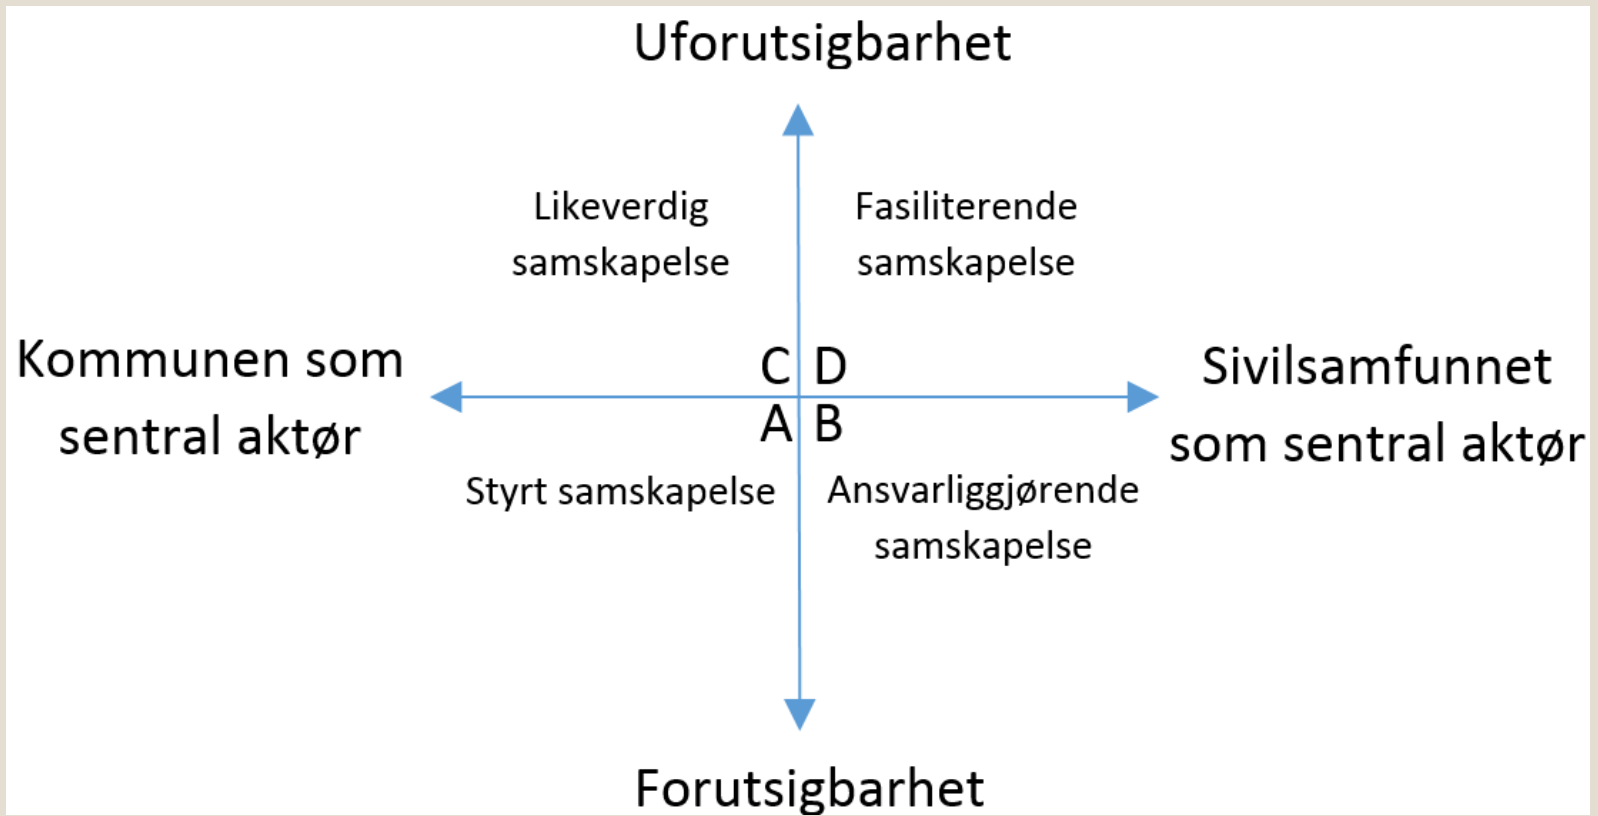 Uforutsigbarhet
Likeverdig
samskapelse
Fasiliterende
samskapelse
Kommunen som
sentral aktør
C D
A B
Sivilsamfunnet
som sentral aktør
Styrt samskapelse
Ansvarliggjørende
samskapelse
Forutsigbarhet